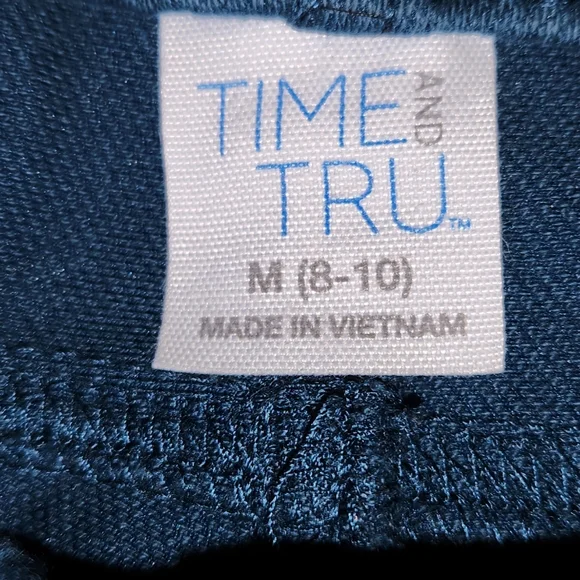 TIME AND
TRU™
M (8-10)
MADE IN VIETNAM